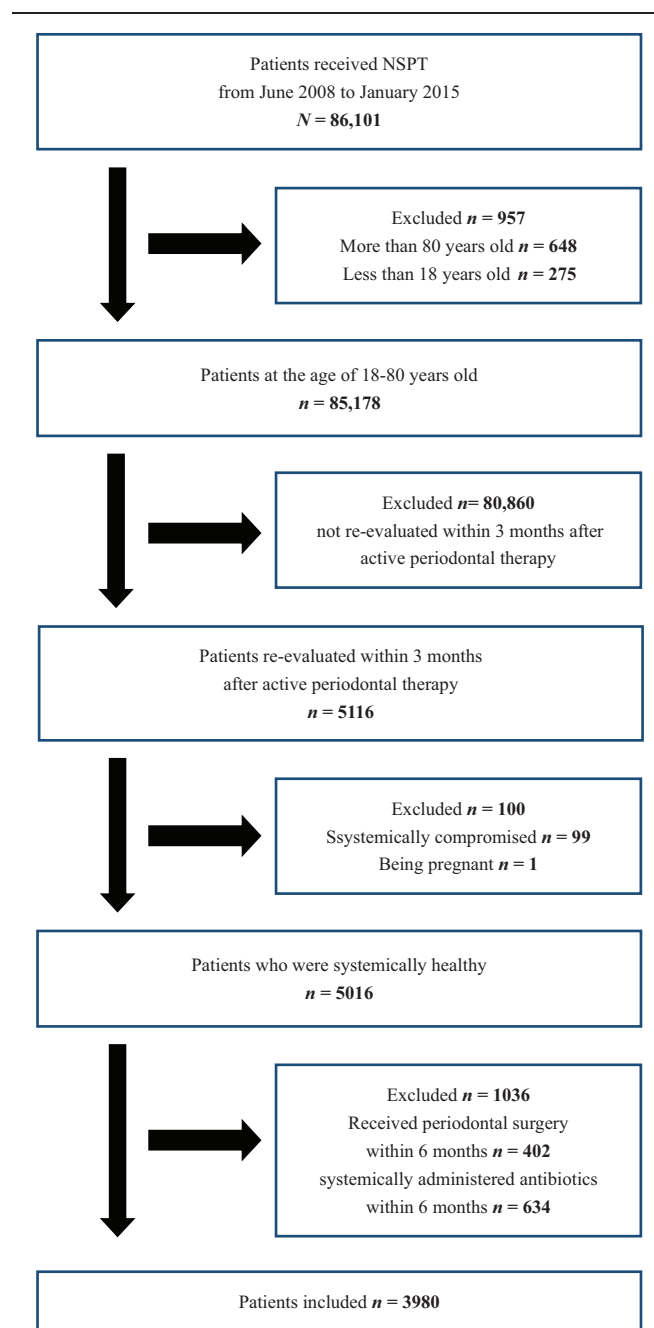 Patients received NSPT
from June 2008 to January 2015
N = 86,101
Excluded n = 957
More than 80 years old n = 648
Less than 18 years old n = 275
Patients at the age of 18-80 years old
n = 85,178
Excluded n= 80,860
not re-evaluated within 3 months after
active periodontal therapy
Patients re-evaluated within 3 months
after active periodontal therapy
n = 5116
Excluded n = 100
Ssystemically compromised n = 99
Being pregnant n = 1
Patients who were systemically healthy
n = 5016
Excluded n = 1036
Received periodontal surgery
within 6 months n = 402
systemically administered antibiotics
within 6 months n = 634
Patients included n = 3980